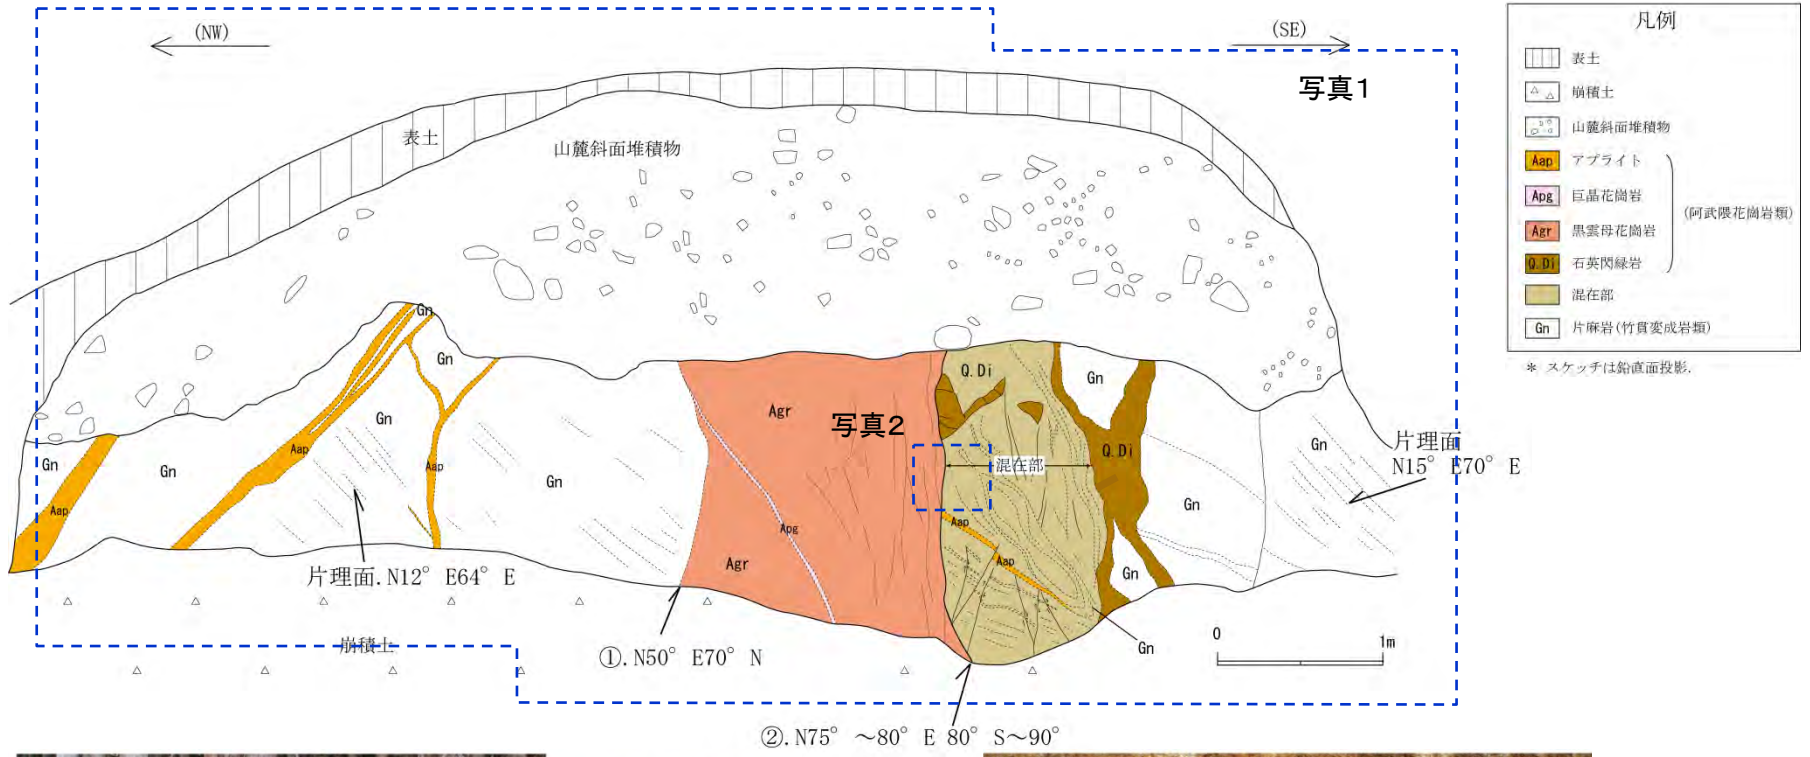 (NW)
(SE)
写真1
表土
山麓斜面堆積物
Gn
Gn
Gn
Gn
Gn
Aap
Aap
Aap
Gn
片理面. N12° E64° E
崩積土
①. N50° E70° N
Agr
Agr
Apg
写真2
Q.Di
混在部
Aap
Aap
Gn
Q.Di
Gn
Gn
Gn
Gn
片理面
N15° E70° E
0
1m
②. N75° ～80° E 80° S～90°
凡例
表土
崩積土
山麓斜面堆積物
Aap アプライト
Apg 巨晶花崗岩
Agr 黒雲母花崗岩
(阿武隈花崗岩類)
Q.Di 石英閃緑岩
混在部
Gn 片麻岩(竹貫変成岩類)
* スケッチは鉛直面投影.